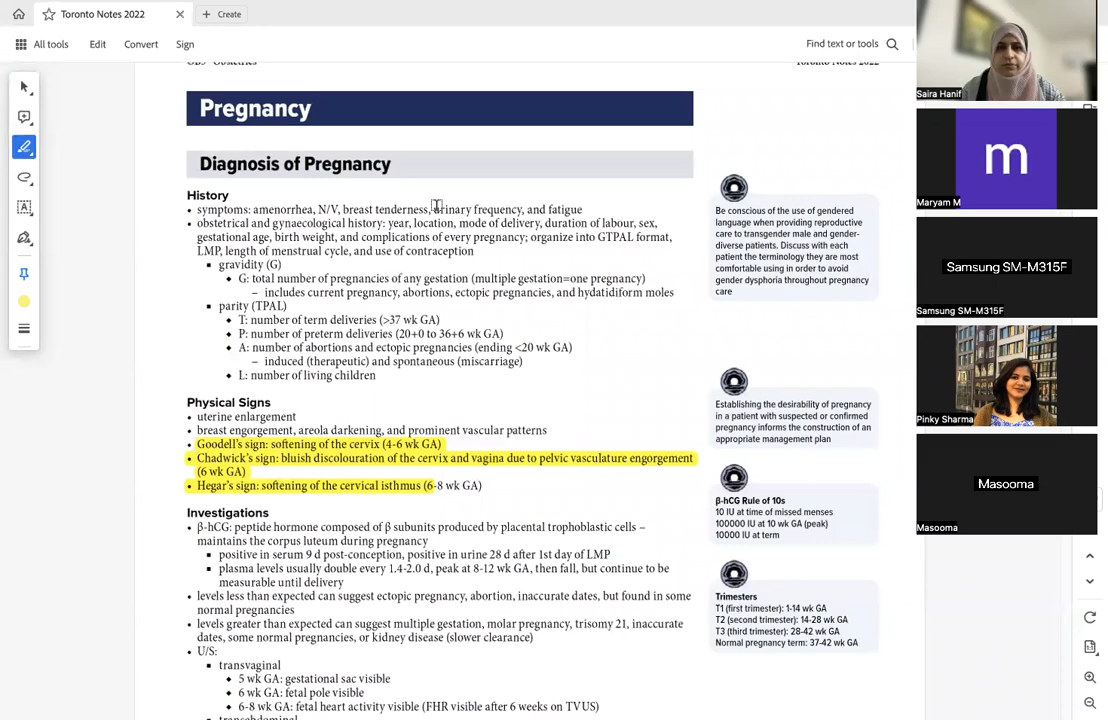 Toronto Notes 2022
Create
All tools
Edit
Convert
Sign
Find text or tools
Toronto Notes 2022
Pregnancy
Diagnosis of Pregnancy
History
• symptoms: amenorrhea, N/V, breast tenderness, urinary frequency, and fatigue
• obstetrical and gynaecological history: year, location, mode of delivery, duration of labour, sex,
gestational age, birth weight, and complications of every pregnancy; organize into GTPAL format,
LMP, length of menstrual cycle, and use of contraception
▪ gravidity (G)
◆ G: total number of pregnancies of any gestation (multiple gestation=one pregnancy)
– includes current pregnancy, abortions, ectopic pregnancies, and hydatidiform moles
▪ parity (TPAL)
◆ T: number of term deliveries (>37 wk GA)
◆ P: number of preterm deliveries (20+0 to 36+6 wk GA)
◆ A: number of abortions and ectopic pregnancies (ending <20 wk GA)
– induced (therapeutic) and spontaneous (miscarriage)
◆ L: number of living children
Physical Signs
• uterine enlargement
• breast engorgement, areola darkening, and prominent vascular patterns
• Goodell's sign: softening of the cervix (4-6 wk GA)
• Chadwick's sign: bluish discolouration of the cervix and vagina due to pelvic vasculature engorgement
(6 wk GA)
• Hegar's sign: softening of the cervical isthmus (6-8 wk GA)
Investigations
• β-hCG: peptide hormone composed of β subunits produced by placental trophoblastic cells –
maintains the corpus luteum during pregnancy
▪ positive in serum 9 d post-conception, positive in urine 28 d after 1st day of LMP
▪ plasma levels usually double every 1.4-2.0 d, peak at 8-12 wk GA, then fall, but continue to be
measurable until delivery
• levels less than expected can suggest ectopic pregnancy, abortion, inaccurate dates, but found in some
normal pregnancies
• levels greater than expected can suggest multiple gestation, molar pregnancy, trisomy 21, inaccurate
dates, some normal pregnancies, or kidney disease (slower clearance)
• U/S:
▪ transvaginal
◆ 5 wk GA: gestational sac visible
◆ 6 wk GA: fetal pole visible
◆ 6-8 wk GA: fetal heart activity visible (FHR visible after 6 weeks on TVUS)
▪ transabdominal
Be conscious of the use of gendered
language when providing reproductive
care to transgender male and gender-
diverse patients. Discuss with each
patient the terminology they are most
comfortable using in order to avoid
gender dysphoria throughout pregnancy
care
Establishing the desirability of pregnancy
in a patient with suspected or confirmed
pregnancy informs the construction of an
appropriate management plan
β-hCG Rule of 10s
10 IU at time of missed menses
100000 IU at 10 wk GA (peak)
10000 IU at term
Trimesters
T1 (first trimester): 1-14 wk GA
T2 (second trimester): 14-28 wk GA
T3 (third trimester): 28-42 wk GA
Normal pregnancy term: 37-42 wk GA
Saira Hanif
m
Maryam M
Samsung SM-M315F
Samsung SM-M315F
Pinky Sharma
Masooma
Masooma